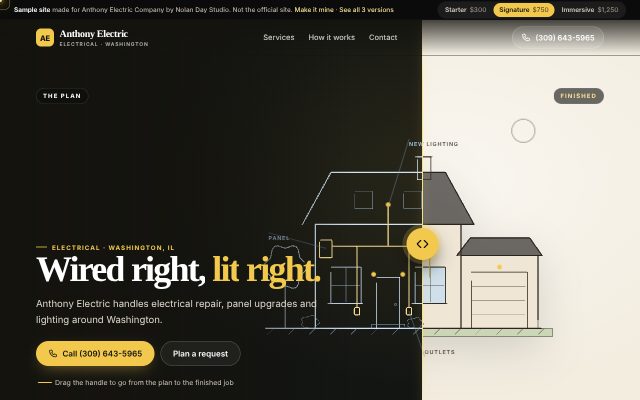 Sample site made for Anthony Electric Company by Nolan Day Studio. Not the official site. Make it mine · See all 3 versions
Starter $300 Signature $750 Immersive $1,250
AE Anthony Electric
ELECTRICAL · WASHINGTON
Services How it works Contact
(309) 643-5965
THE PLAN
FINISHED
NEW LIGHTING
PANEL
ELECTRICAL · WASHINGTON, IL
Wired right, lit right.
Anthony Electric handles electrical repair, panel upgrades and
lighting around Washington.
Call (309) 643-5965 Plan a request
OUTLETS
Drag the handle to go from the plan to the finished job